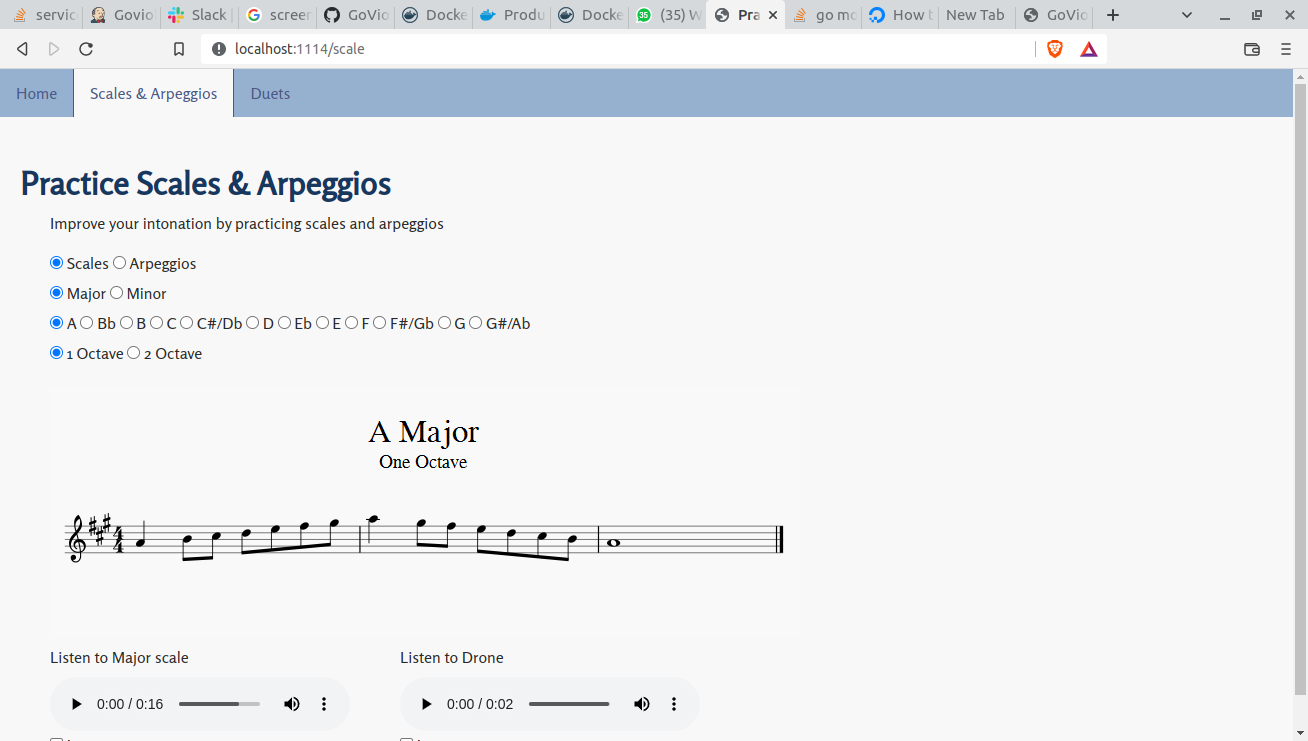 servic Govio Slack screer GoVio Docke Produ Docke (35) W Pra go mo How t New Tab GoVio
localhost:1114/scale
Home Scales & Arpeggios Duets
Practice Scales & Arpeggios
Improve your intonation by practicing scales and arpeggios
Scales Arpeggios
Major Minor
A Bb B C C#/Db D Eb E F F#/Gb G G#/Ab
1 Octave 2 Octave
A Major
One Octave
4
4
Listen to Major scale Listen to Drone
0:00 / 0:16 0:00 / 0:02